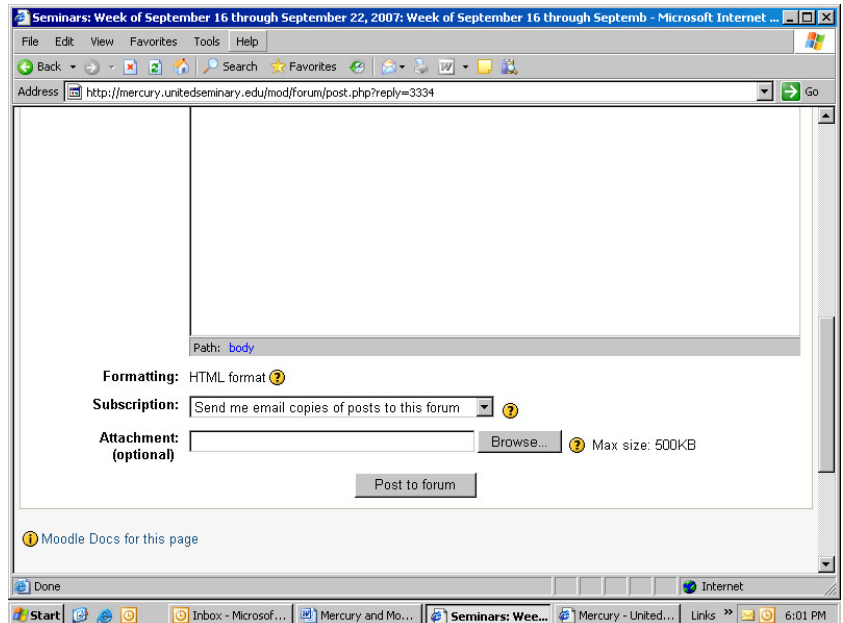 Seminars: Week of September 16 through September 22, 2007: Week of September 16 through Septemb - Microsoft Internet ...
File Edit View Favorites Tools Help
Back Search Favorites
Address http://mercury.unitedseminary.edu/mod/forum/post.php?reply=3334 Go
Path: body
Formatting: HTML format ?
Subscription: Send me email copies of posts to this forum ?
Attachment: Browse... ? Max size: 500KB
(optional)
Post to forum
Moodle Docs for this page
Done Internet
Start Inbox - Microsof... Mercury and Mo... Seminars: Wee... Mercury - United... Links » 6:01 PM